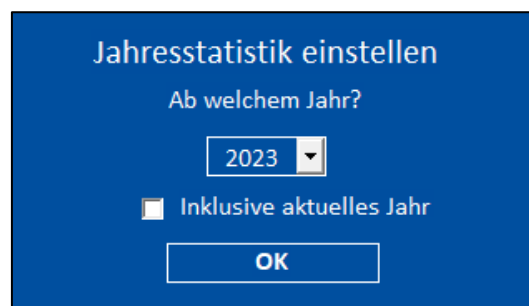 Jahresstatistik einstellen
Ab welchem Jahr?
2023
Inklusive aktuelles Jahr
OK